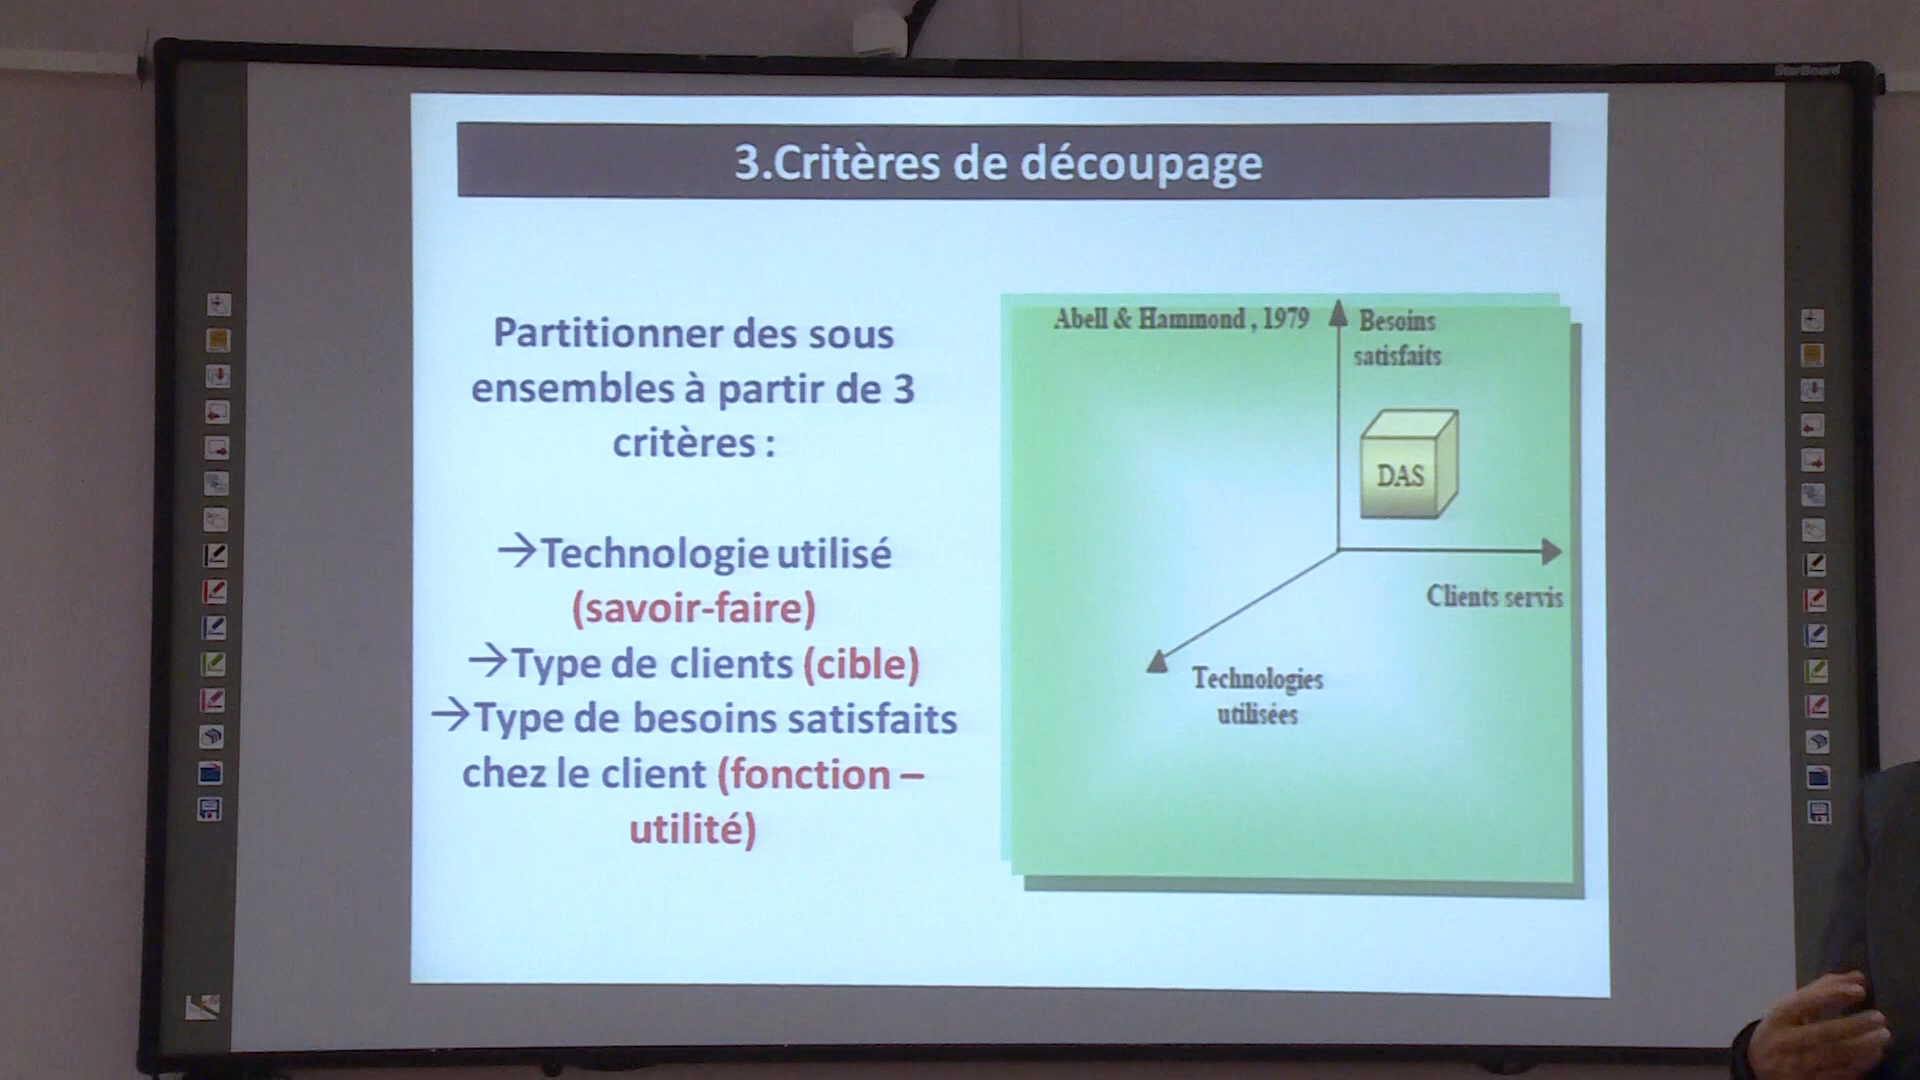 StarBoard
3.Critères de découpage
Partitionner des sous
ensembles à partir de 3
critères :
→Technologie utilisé
(savoir-faire)
→Type de clients (cible)
→Type de besoins satisfaits
chez le client (fonction –
utilité)
Abell & Hammond , 1979
Besoins
satisfaits
DAS
Clients servis
Technologies
utilisées